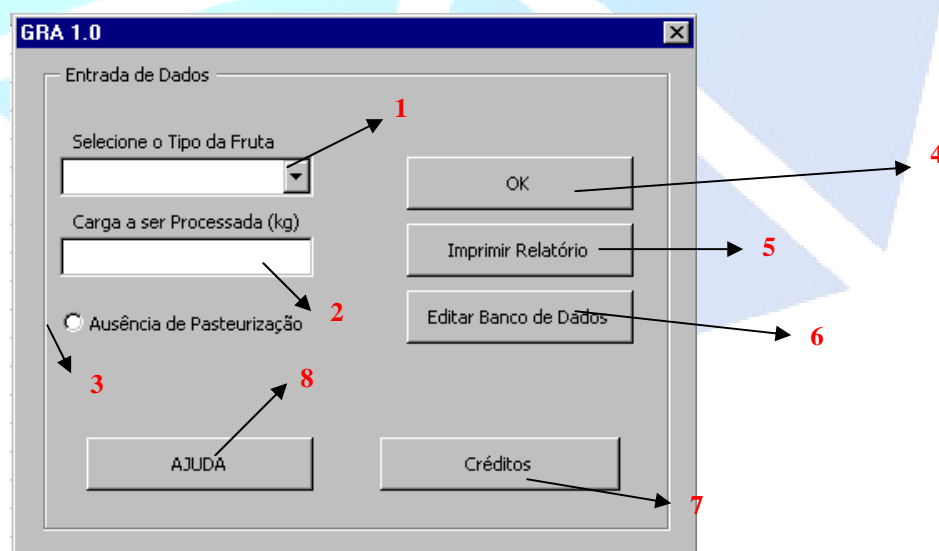 GRA 1.0
Entrada de Dados
1
Selecione o Tipo da Fruta
4
OK
Carga a ser Processada (kg)
Imprimir Relatório
5
2
Ausência de Pasteurização
Editar Banco de Dados
6
3
8
AJUDA
Créditos
7